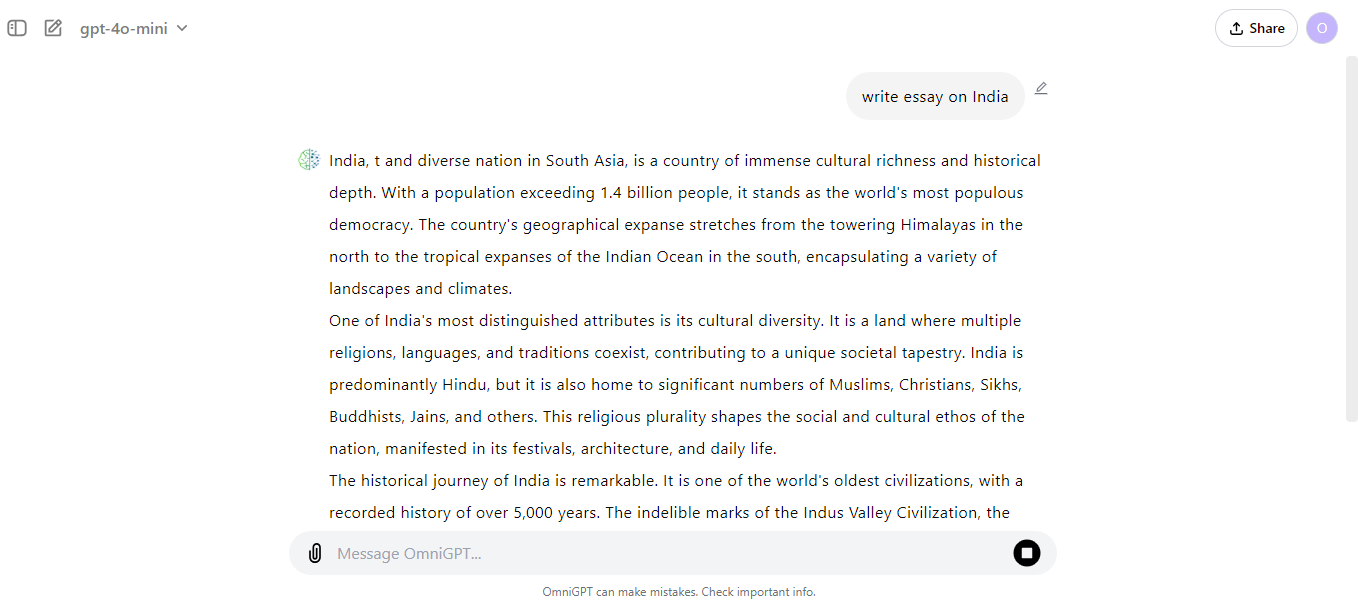 gpt-4o-mini
Share
O
write essay on India
India, t and diverse nation in South Asia, is a country of immense cultural richness and historical
depth. With a population exceeding 1.4 billion people, it stands as the world's most populous
democracy. The country's geographical expanse stretches from the towering Himalayas in the
north to the tropical expanses of the Indian Ocean in the south, encapsulating a variety of
landscapes and climates.
One of India's most distinguished attributes is its cultural diversity. It is a land where multiple
religions, languages, and traditions coexist, contributing to a unique societal tapestry. India is
predominantly Hindu, but it is also home to significant numbers of Muslims, Christians, Sikhs,
Buddhists, Jains, and others. This religious plurality shapes the social and cultural ethos of the
nation, manifested in its festivals, architecture, and daily life.
The historical journey of India is remarkable. It is one of the world's oldest civilizations, with a
recorded history of over 5,000 years. The indelible marks of the Indus Valley Civilization, the
Message OmniGPT...
OmniGPT can make mistakes. Check important info.